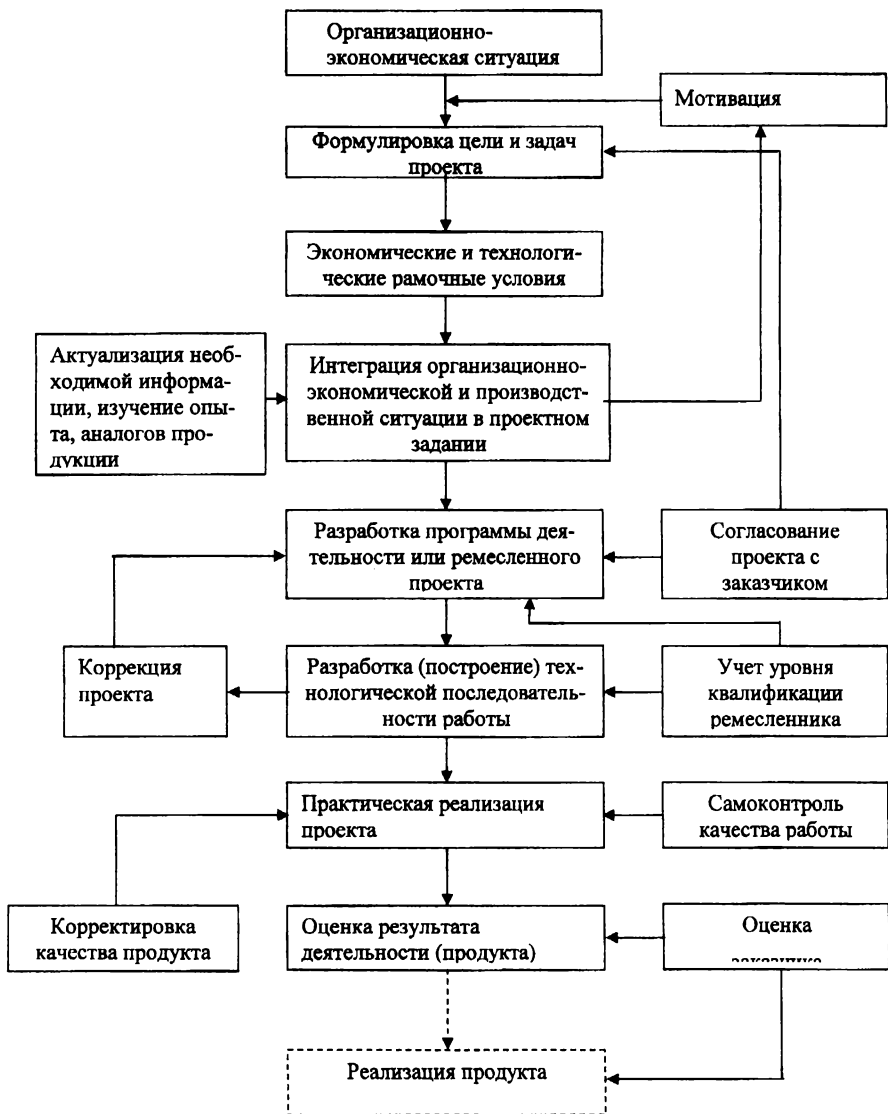 Организационно-
экономическая ситуация
Мотивация
Формулировка цели и задач
проекта
Экономические и технологи-
ческие рамочные условия
Актуализация необ-
ходимой информа-
ции, изучение опы-
та, аналогов про-
дукции
Интеграция организационно-
экономической и производст-
венной ситуации в проектном
задании
Разработка программы дея-
тельности или ремесленного
проекта
Согласование
проекта с
заказчиком
Коррекция
проекта
Разработка (построение) тех-
нологической последователь-
ности работы
Учет уровня
квалификации
ремесленника
Практическая реализация
проекта
Самоконтроль
качества работы
Корректировка
качества продукта
Оценка результата
деятельности (продукта)
Оценка
Реализация продукта